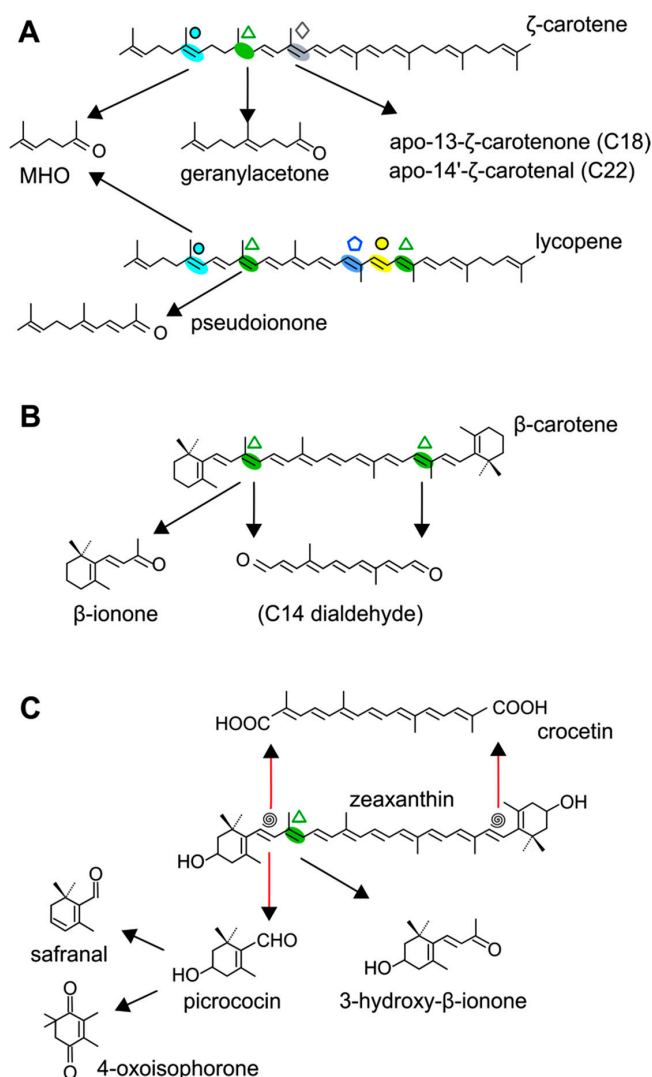 A
ζ-carotene
MHO
O
geranylacetone
O
apo-13-ζ-carotenone (C18)
apo-14'-ζ-carotenal (C22)
lycopene
O
pseudoionone
B
β-carotene
O
β-ionone
O
O
(C14 dialdehyde)
C
HOOC
COOH
crocetin
zeaxanthin
OH
HO
O
safranal
CHO
HO
picrococin
O
HO
3-hydroxy-β-ionone
O
O
4-oxoisophorone